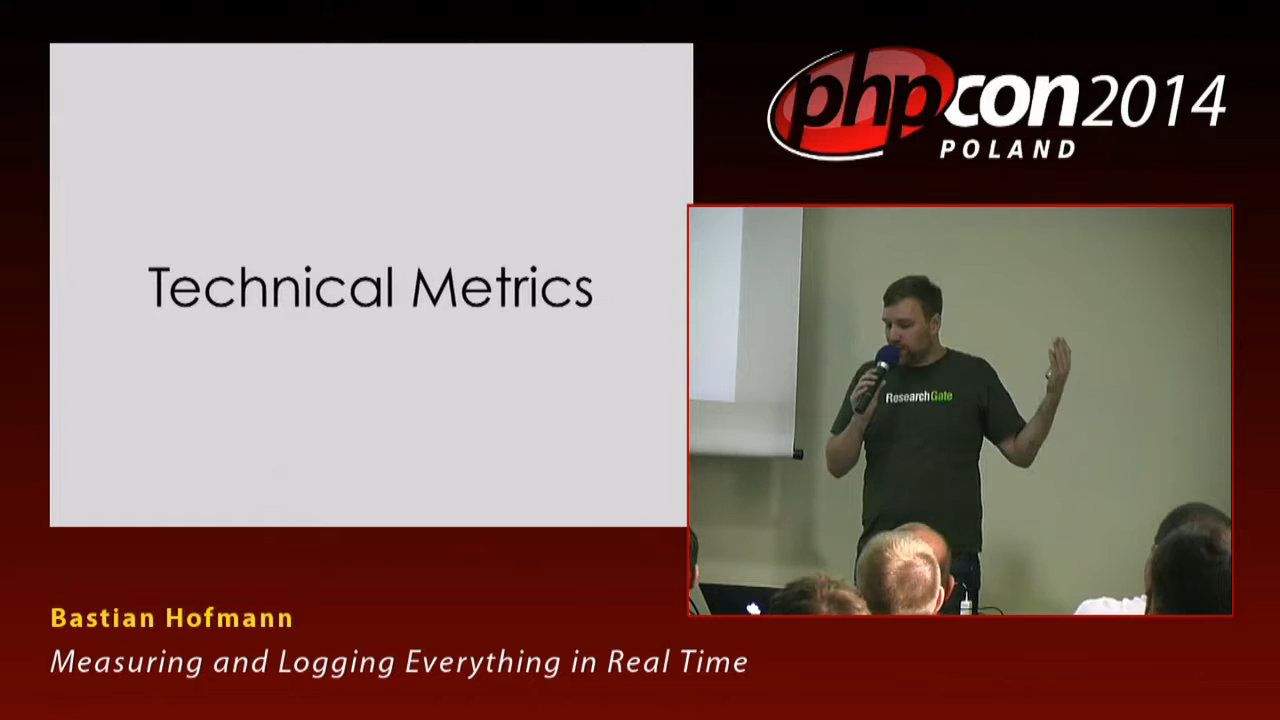 Technical Metrics
phpcon2014
POLAND
ResearchGate
Bastian Hofmann
Measuring and Logging Everything in Real Time